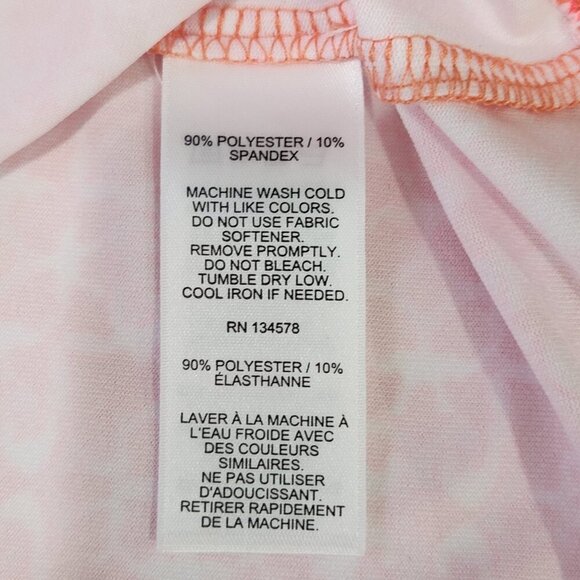 90% POLYESTER / 10%
SPANDEX
MACHINE WASH COLD
WITH LIKE COLORS.
DO NOT USE FABRIC
SOFTENER.
REMOVE PROMPTLY.
DO NOT BLEACH.
TUMBLE DRY LOW.
COOL IRON IF NEEDED.
RN 134578
90% POLYESTER / 10%
ÉLASTHANNE
LAVER À LA MACHINE À
L'EAU FROIDE AVEC
DES COULEURS
SIMILAIRES.
NE PAS UTILISER
D'ADOUCISSANT.
RETIRER RAPIDEMENT
DE LA MACHINE.